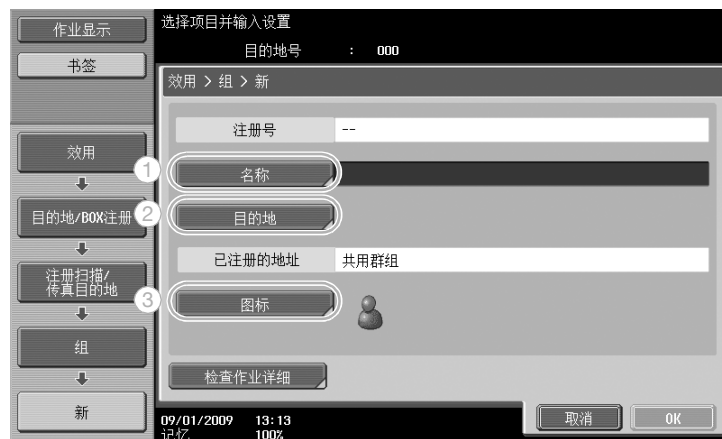 作业显示
书签
效用
目的地/BOX注册
注册扫描/
传真目的地
组
新
选择项目并输入设置
目的地号 : 000
效用 > 组 > 新
注册号 --
1 名称
2 目的地
已注册的地址 共用群组
3 图标
检查作业详细
取消 OK
09/01/2009 13:13
记忆 100%